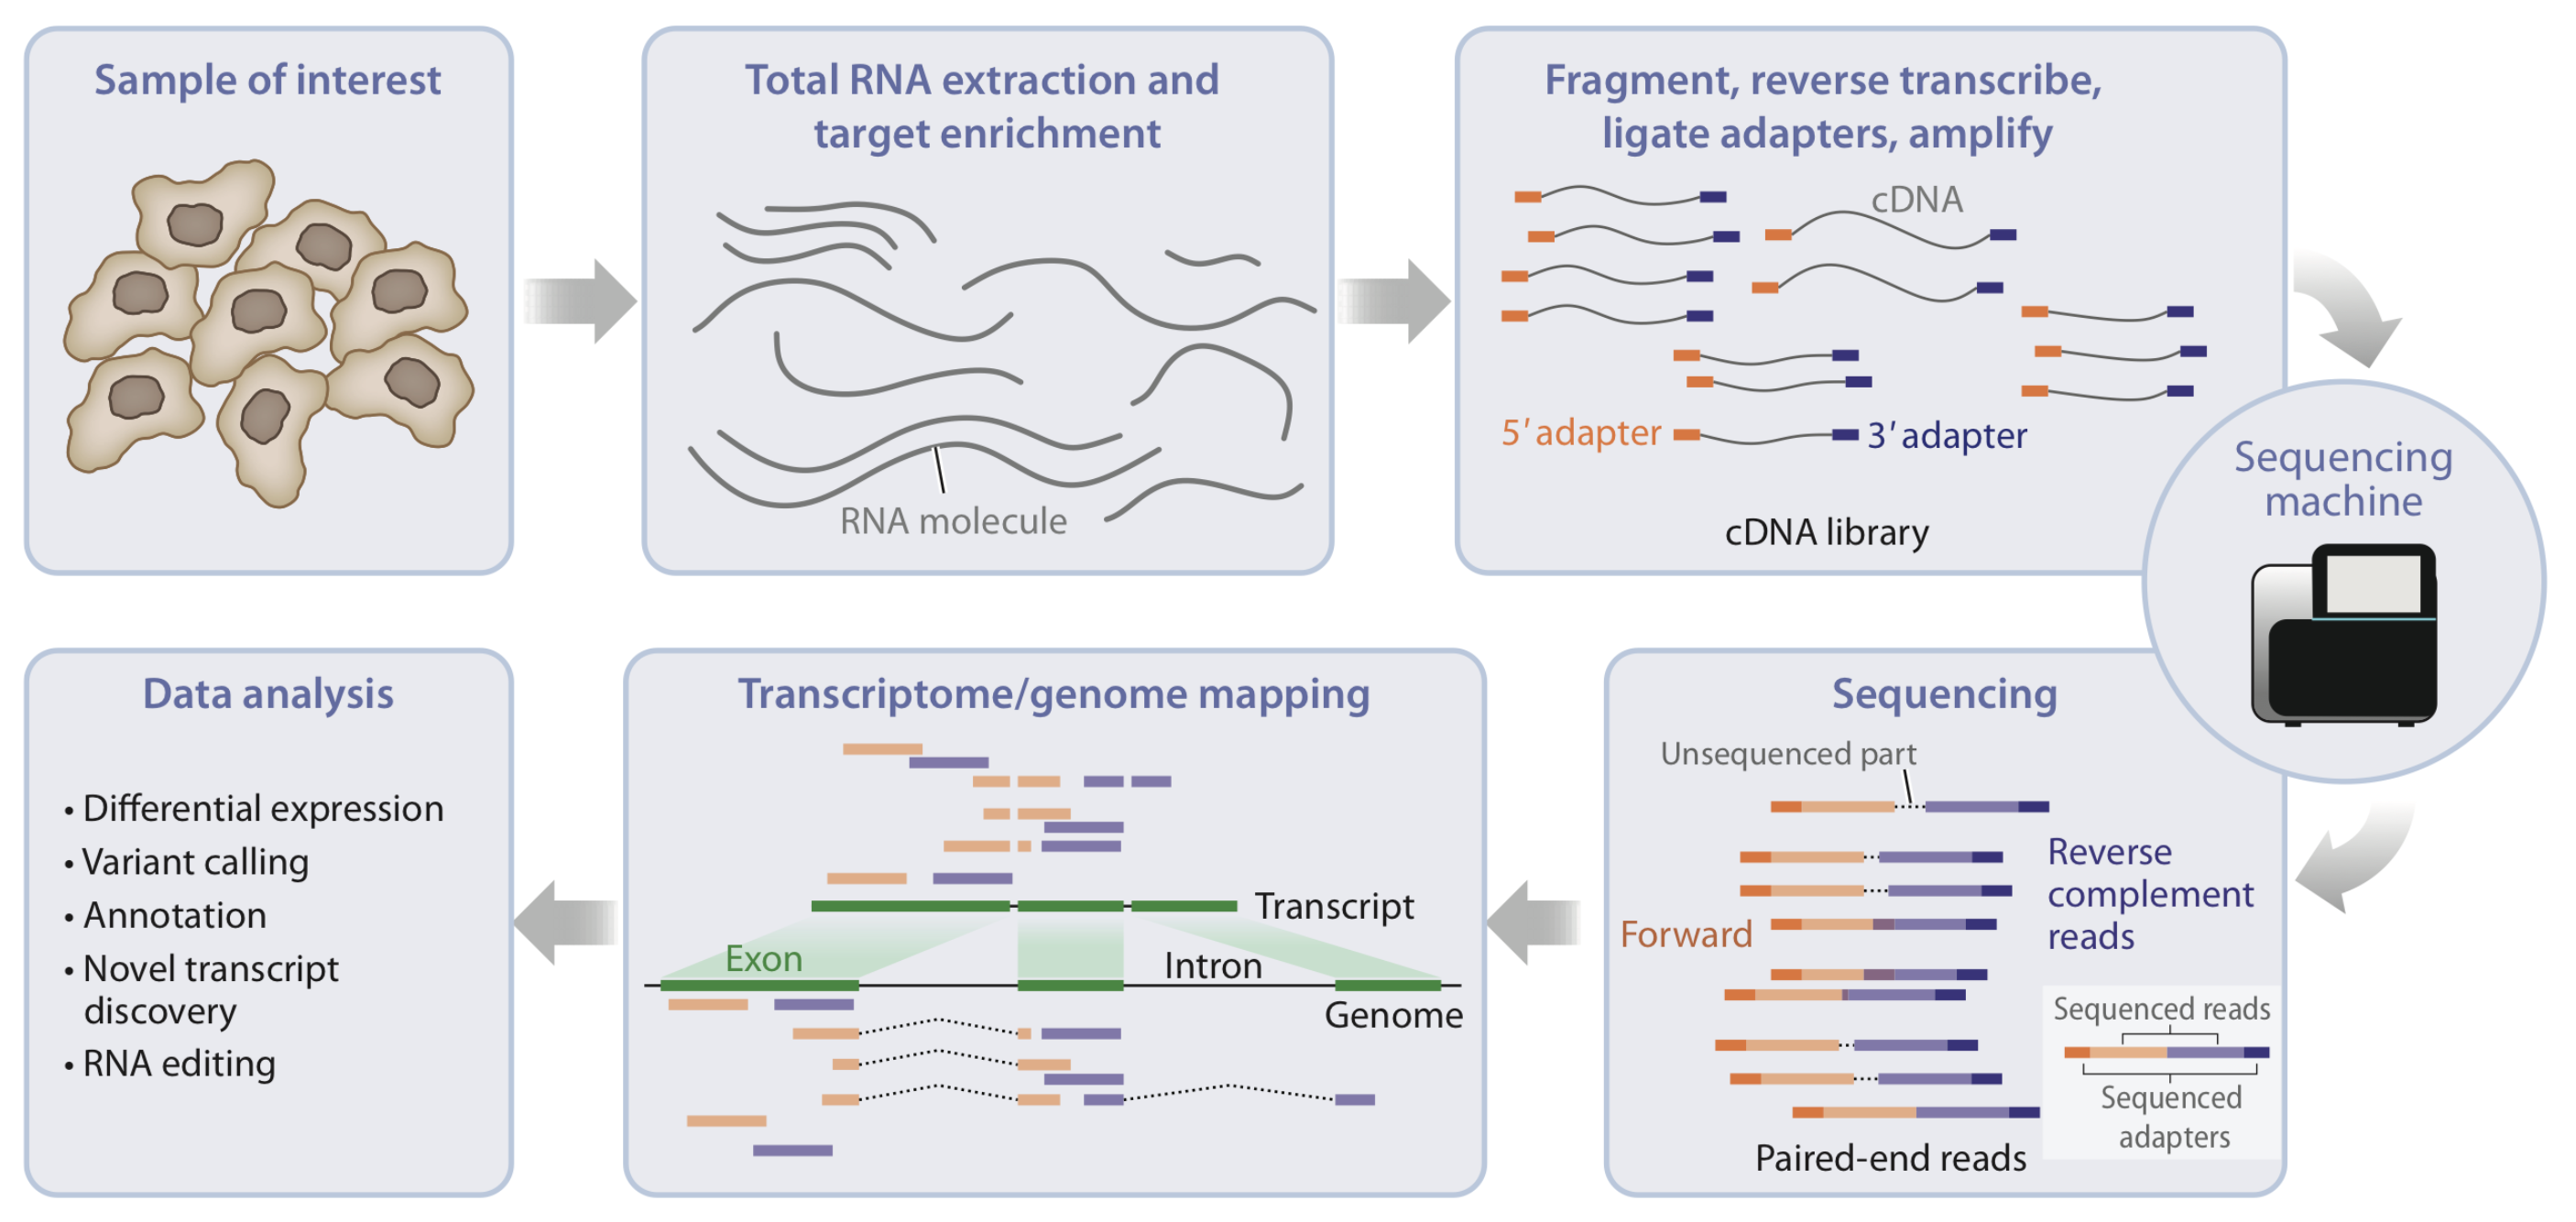 Sample of interest
Total RNA extraction and
target enrichment
RNA molecule
Fragment, reverse transcribe,
ligate adapters, amplify
cDNA
5′ adapter
3′ adapter
cDNA library
Sequencing
machine
Sequencing
Unsequenced part
Reverse
complement
reads
Forward
Sequenced reads
Sequenced
adapters
Paired-end reads
Transcriptome/genome mapping
Transcript
Exon
Intron
Genome
Data analysis
• Differential expression
• Variant calling
• Annotation
• Novel transcript
discovery
• RNA editing